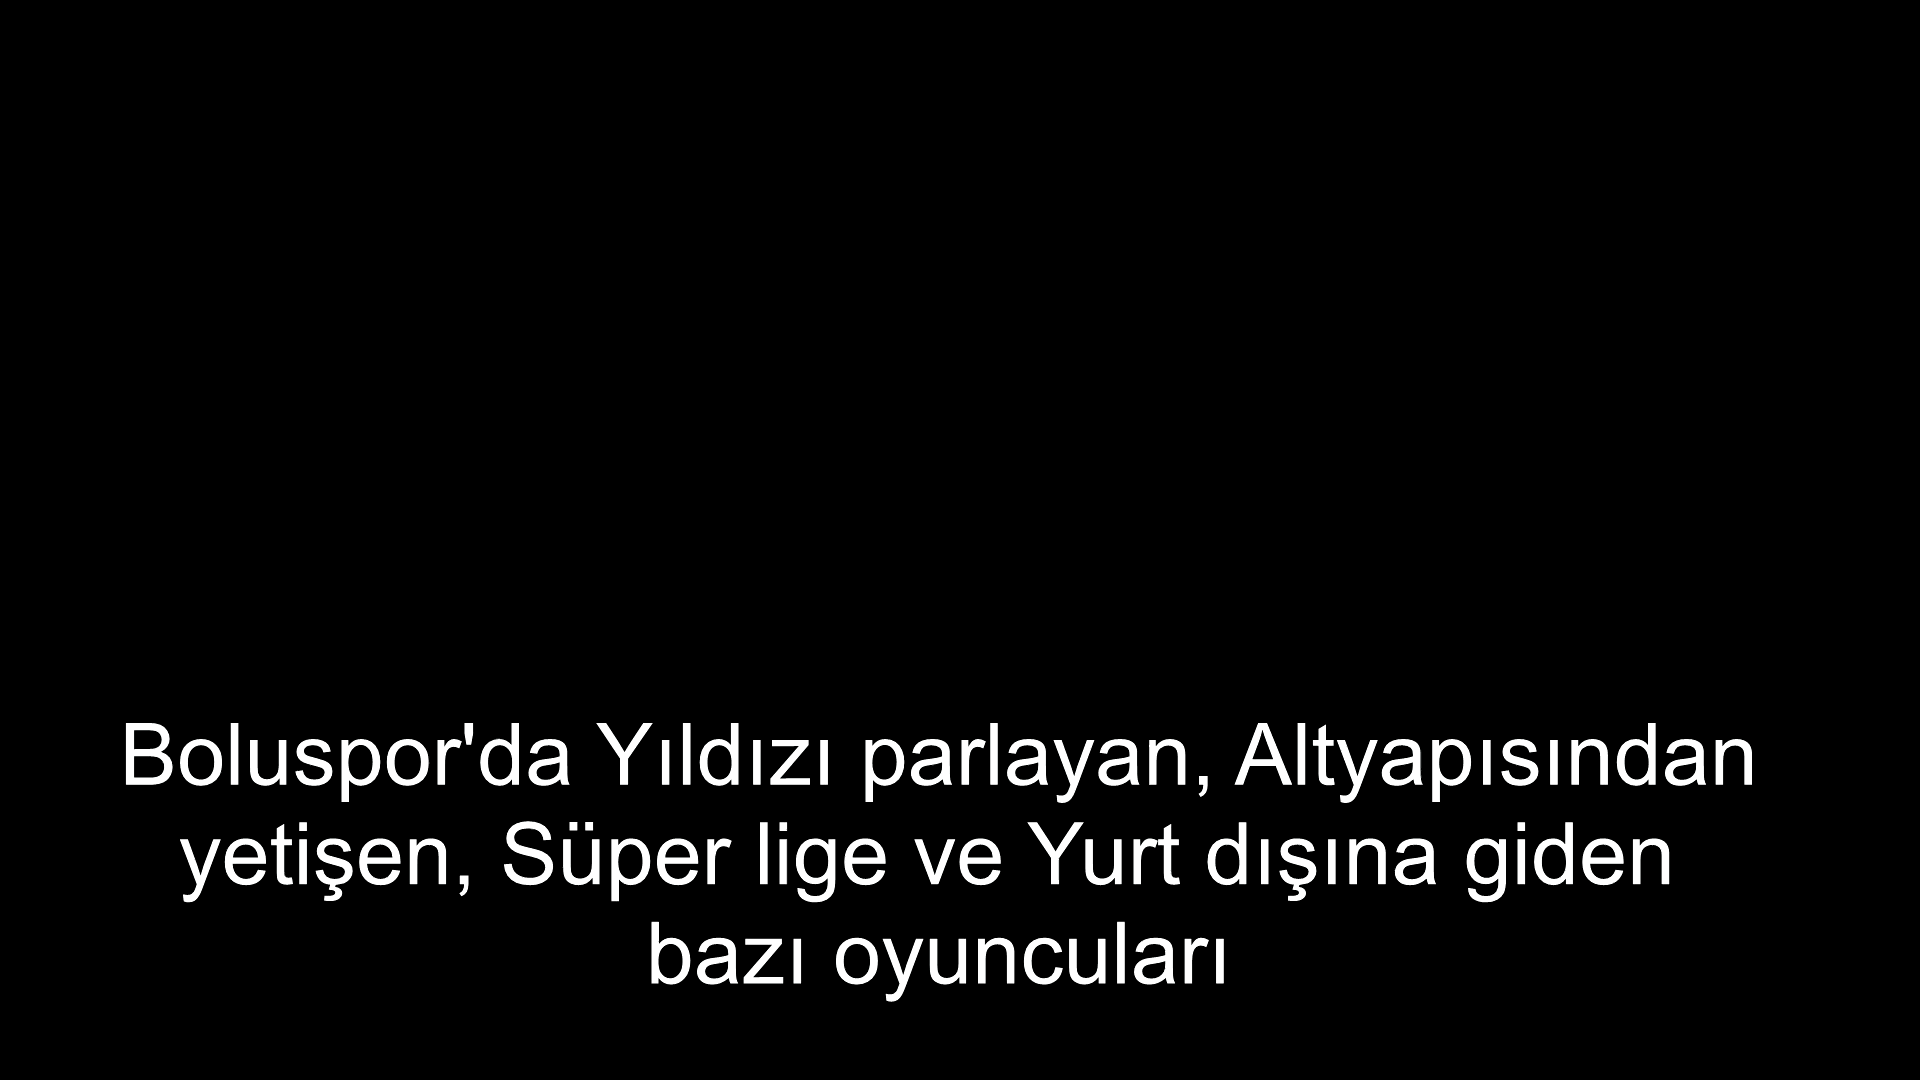 Boluspor'da Yıldızı parlayan, Altyapısından
yetişen, Süper lige ve Yurt dışına giden
bazı oyuncuları